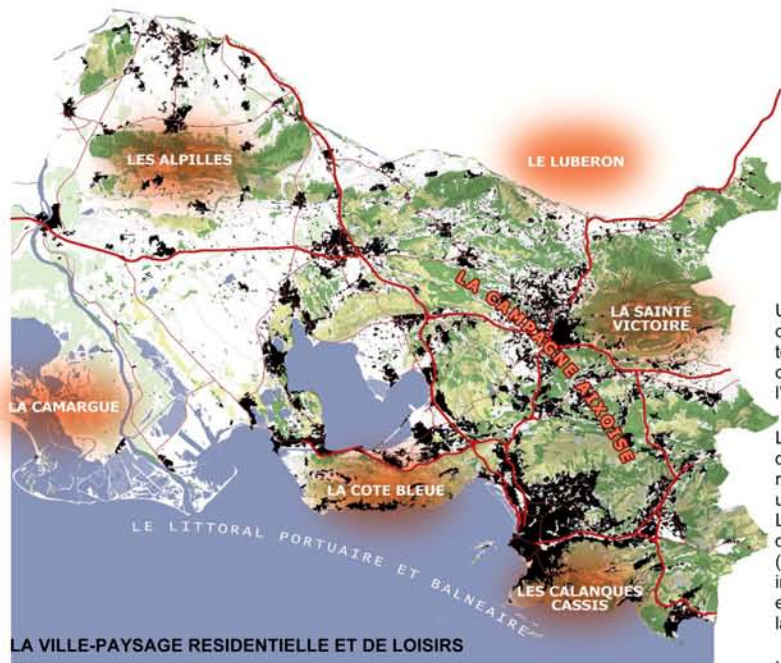 LES ALPILLES
LE LUBERON
LA CAMPAGNE AIXOISE
LA SAINTE
VICTOIRE
LA CAMARGUE
LA COTE BLEUE
LE LITTORAL PORTUAIRE ET BALNEAIRE
LES CALANQUES
CASSIS
LA VILLE-PAYSAGE RESIDENTIELLE ET DE LOISIRS